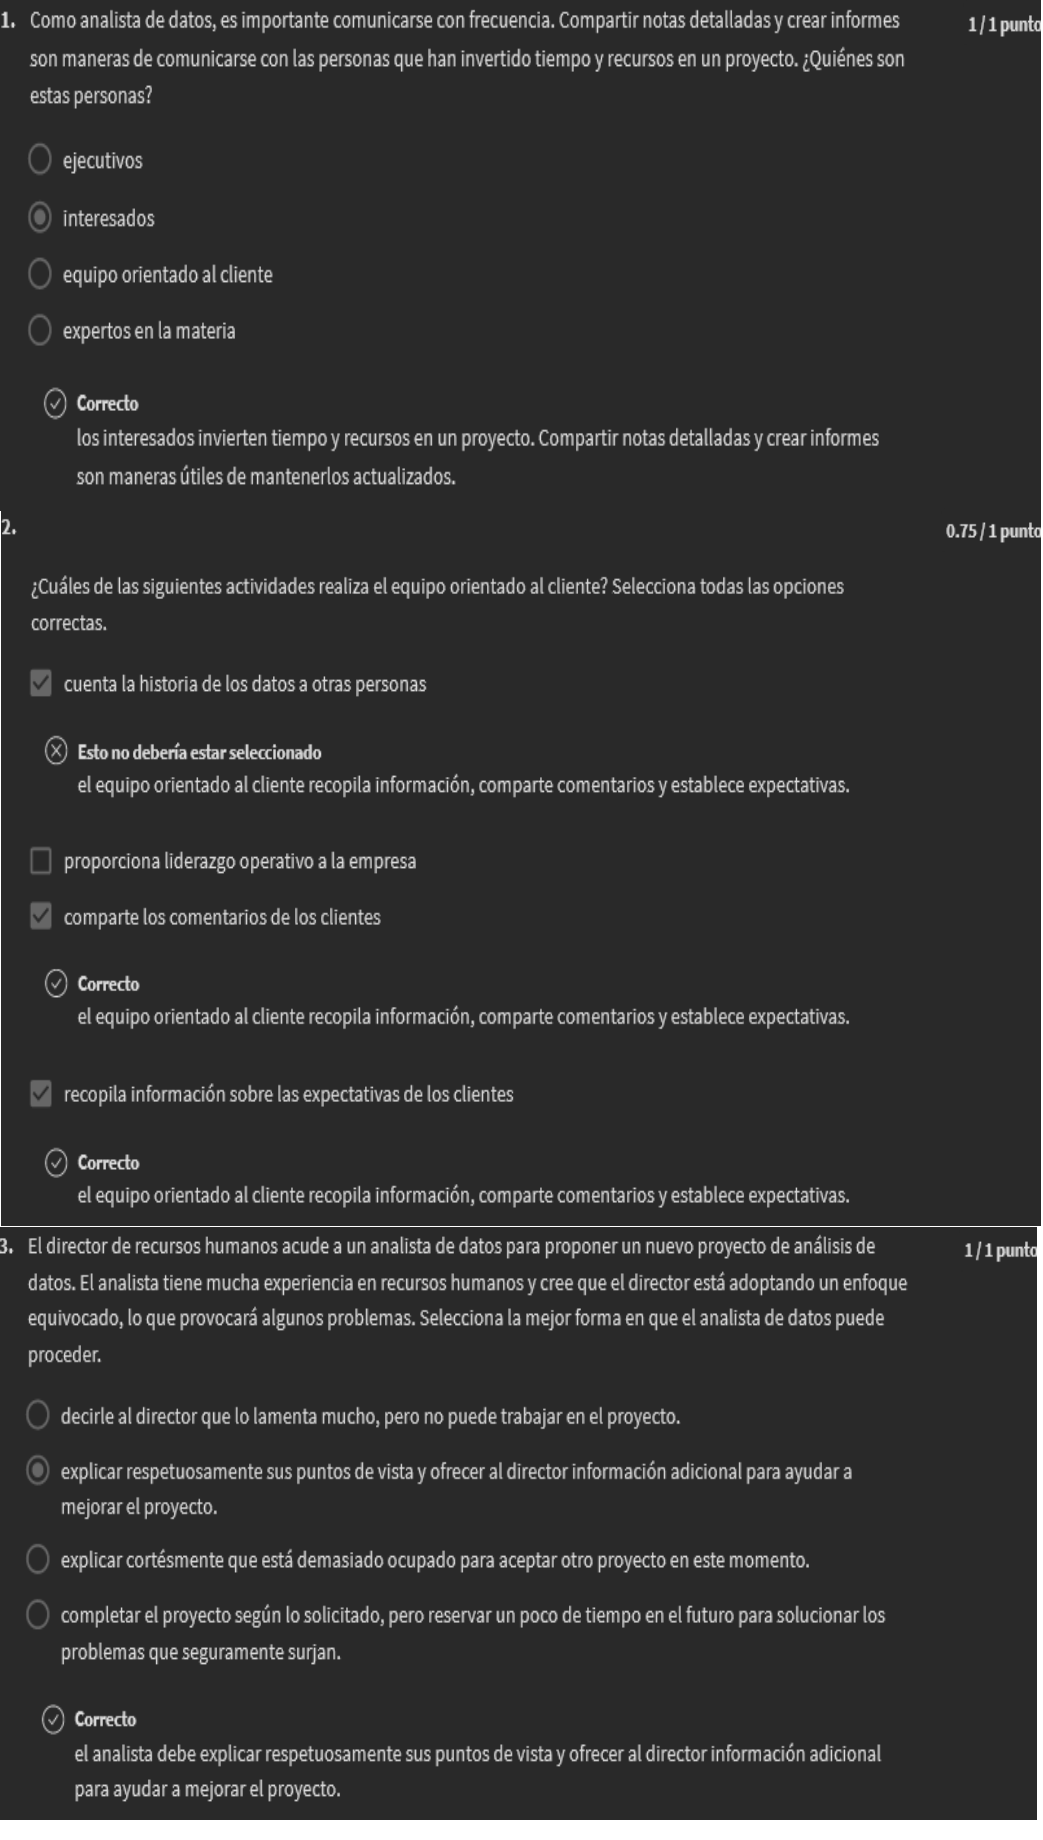 1. Como analista de datos, es importante comunicarse con frecuencia. Compartir notas detalladas y crear informes 1 / 1 punto
son maneras de comunicarse con las personas que han invertido tiempo y recursos en un proyecto. ¿Quiénes son
estas personas?
ejecutivos
interesados
equipo orientado al cliente
expertos en la materia
Correcto
los interesados invierten tiempo y recursos en un proyecto. Compartir notas detalladas y crear informes
son maneras útiles de mantenerlos actualizados.
2. 0.75 / 1 punto
¿Cuáles de las siguientes actividades realiza el equipo orientado al cliente? Selecciona todas las opciones
correctas.
cuenta la historia de los datos a otras personas
Esto no debería estar seleccionado
el equipo orientado al cliente recopila información, comparte comentarios y establece expectativas.
proporciona liderazgo operativo a la empresa
comparte los comentarios de los clientes
Correcto
el equipo orientado al cliente recopila información, comparte comentarios y establece expectativas.
recopila información sobre las expectativas de los clientes
Correcto
el equipo orientado al cliente recopila información, comparte comentarios y establece expectativas.
3. El director de recursos humanos acude a un analista de datos para proponer un nuevo proyecto de análisis de 1 / 1 punto
datos. El analista tiene mucha experiencia en recursos humanos y cree que el director está adoptando un enfoque
equivocado, lo que provocará algunos problemas. Selecciona la mejor forma en que el analista de datos puede
proceder.
decirle al director que lo lamenta mucho, pero no puede trabajar en el proyecto.
explicar respetuosamente sus puntos de vista y ofrecer al director información adicional para ayudar a
mejorar el proyecto.
explicar cortésmente que está demasiado ocupado para aceptar otro proyecto en este momento.
completar el proyecto según lo solicitado, pero reservar un poco de tiempo en el futuro para solucionar los
problemas que seguramente surjan.
Correcto
el analista debe explicar respetuosamente sus puntos de vista y ofrecer al director información adicional
para ayudar a mejorar el proyecto.